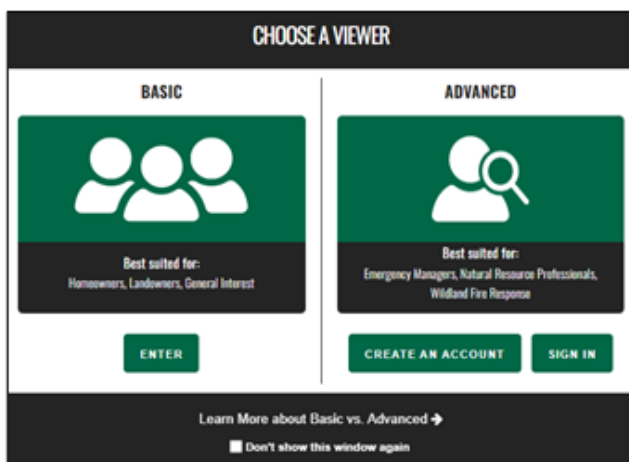 CHOOSE A VIEWER
BASIC
Best suited for:
Homeowners, Landowners, General Interest
ENTER
ADVANCED
Best suited for:
Emergency Managers, Natural Resource Professionals,
Wildland Fire Response
CREATE AN ACCOUNT
SIGN IN
Learn More about Basic vs. Advanced →
Don't show this window again